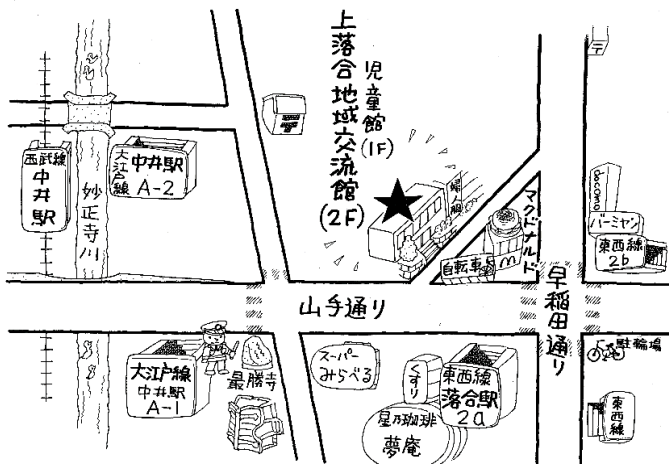 上落合地域交流館
(2F)
児童館
(1F)
〒
西武線
中井駅
妙正寺川
大江戸線
中井駅
A-2
婦人服
マクドナルド
m
自転車
docomo
バーミヤン
東西線
2b
山手通り
早稲田通り
大江戸線
中井駅
A-1
最勝寺
スーパー
みらべる
くすり
東西線
落合駅
2a
星乃珈琲
夢庵
駐輪場
東西線